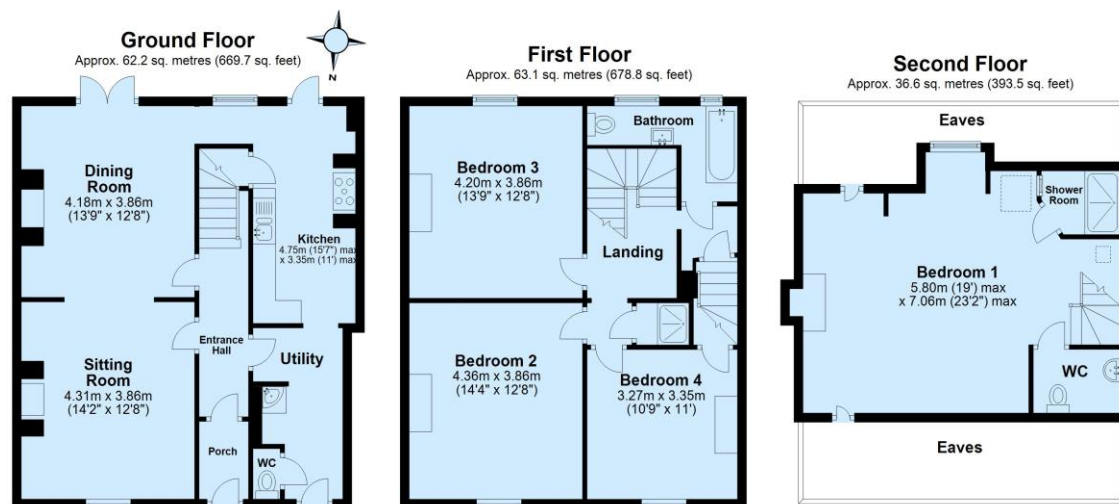 Ground Floor
Approx. 62.2 sq. metres (669.7 sq. feet)
N
Dining
Room
4.18m x 3.86m
(13'9" x 12'8")
Kitchen
4.75m (15'7") max
x 3.35m (11') max
Sitting
Room
4.31m x 3.86m
(14'2" x 12'8")
Entrance
Hall
Utility
Porch
WC
First Floor
Approx. 63.1 sq. metres (678.8 sq. feet)
Bathroom
Bedroom 3
4.20m x 3.86m
(13'9" x 12'8")
Landing
Bedroom 2
4.36m x 3.86m
(14'4" x 12'8")
Bedroom 4
3.27m x 3.35m
(10'9" x 11')
Second Floor
Approx. 36.6 sq. metres (393.5 sq. feet)
Eaves
Shower
Room
Bedroom 1
5.80m (19') max
x 7.06m (23'2") max
WC
Eaves